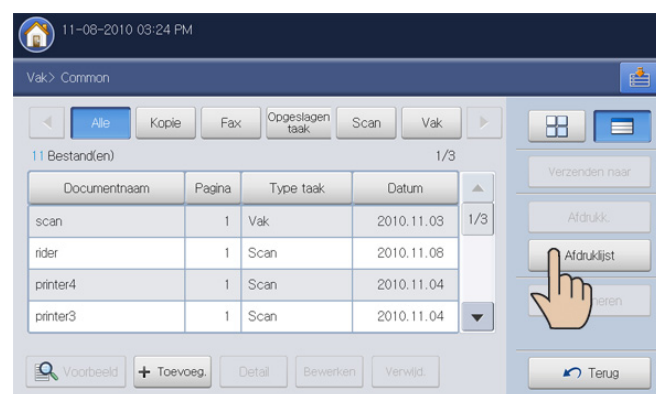 11-08-2010 03:24 PM
Vak> Common
Alle Kopie Fax Opgeslagen taak Scan Vak
11 Bestand(en) 1/3
Documentnaam Pagina Type taak Datum
scan 1 Vak 2010.11.03 1/3
rider 1 Scan 2010.11.08
printer4 1 Scan 2010.11.04
printer3 1 Scan 2010.11.04
Voorbeeld + Toevoeg. Detail Bewerken Verwijd.
Verzenden naar
Afdrukk.
Afdruklijst
Terug